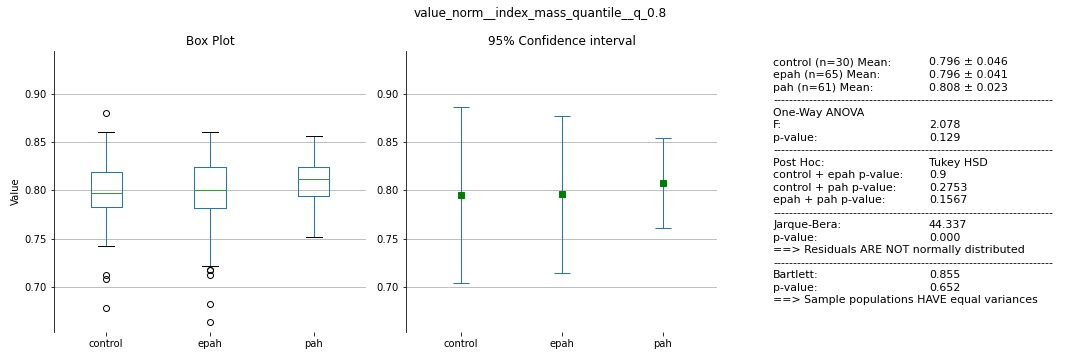 value_norm__index_mass_quantile__q_0.8
Box Plot
Value
0.90
0.85
0.80
0.75
0.70
control epah pah
95% Confidence interval
0.90
0.85
0.80
0.75
0.70
control epah pah
control (n=30) Mean: 0.796 ± 0.046
epah (n=65) Mean: 0.796 ± 0.041
pah (n=61) Mean: 0.808 ± 0.023
One-Way ANOVA
F: 2.078
p-value: 0.129
Post Hoc: Tukey HSD
control + epah p-value: 0.9
control + pah p-value: 0.2753
epah + pah p-value: 0.1567
Jarque-Bera: 44.337
p-value: 0.000
==> Residuals ARE NOT normally distributed
Bartlett: 0.855
p-value: 0.652
==> Sample populations HAVE equal variances